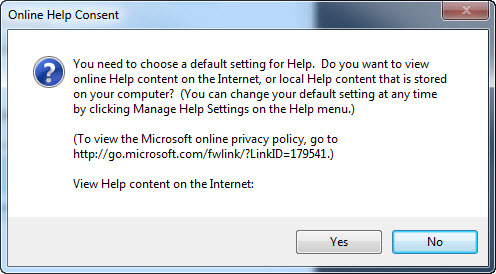 Online Help Consent
You need to choose a default setting for Help.  Do you want to view
online Help content on the Internet, or local Help content that is stored
on your computer?  (You can change your default setting at any time
by clicking Manage Help Settings on the Help menu.)
(To view the Microsoft online privacy policy, go to
http://go.microsoft.com/fwlink/?LinkID=179541.)
View Help content on the Internet:
Yes
No